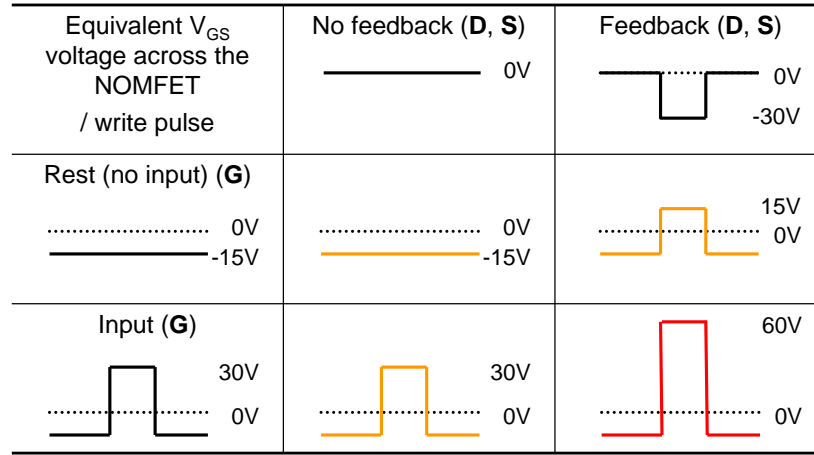 Equivalent V_GS
voltage across the
NOMFET
/ write pulse
No feedback (D, S)
0V
Feedback (D, S)
0V
-30V
Rest (no input) (G)
0V
-15V
0V
-15V
15V
0V
Input (G)
30V
0V
30V
0V
60V
0V